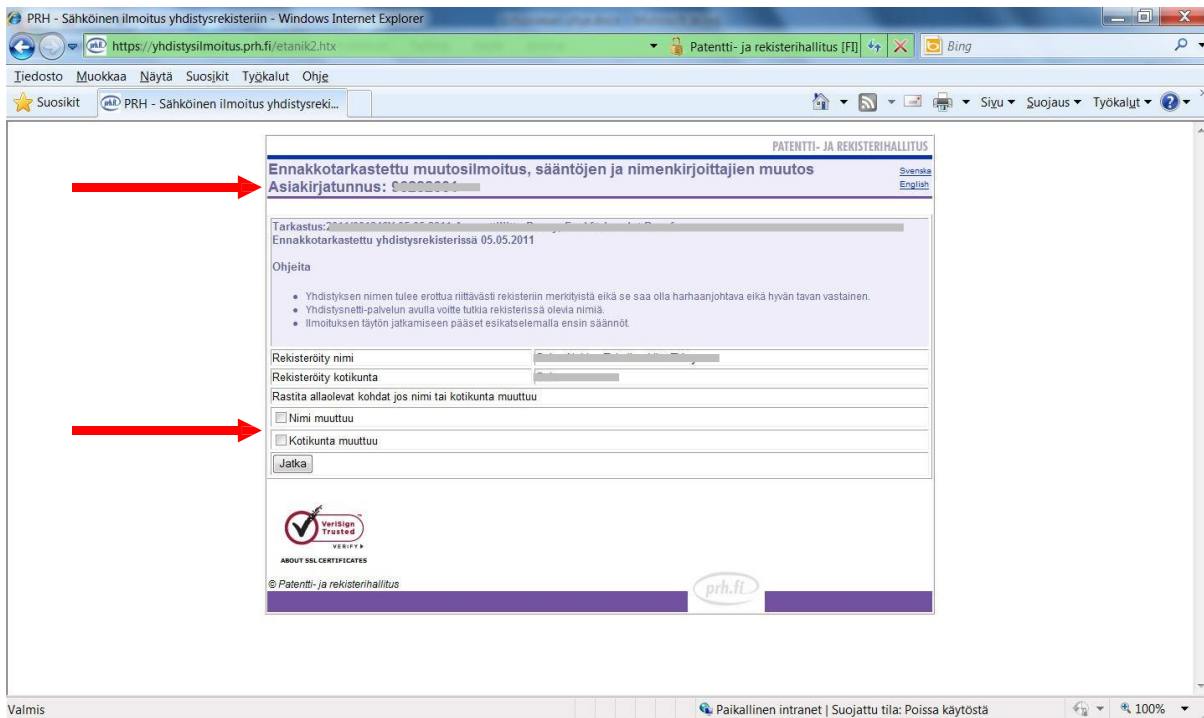 PRH - Sähköinen ilmoitus yhdistysrekisteriin - Windows Internet Explorer
https://yhdistysilmoitus.prh.fi/etanik2.htx
Patentti- ja rekisterihallitus [FI]
Bing
Tiedosto Muokkaa Näytä Suosikit Työkalut Ohje
Suosikit
PRH - Sähköinen ilmoitus yhdistysreki...
Sivu Suojaus Työkalut
PATENTTI- JA REKISTERIHALLITUS
Ennakkotarkastettu muutosilmoitus, sääntöjen ja nimenkirjoittajien muutos
Svenska
Asiakirjatunnus:
English
Tarkastus:
Ennakkotarkastettu yhdistysrekisterissä 05.05.2011
Ohjeita
• Yhdistyksen nimen tulee erottua riittävästi rekisteriin merkityistä eikä se saa olla harhaanjohtava eikä hyvän tavan vastainen.
• Yhdistysnetti-palvelun avulla voitte tutkia rekisterissä olevia nimiä.
• Ilmoituksen täytön jatkamiseen pääset esikatselemalla ensin säännöt.
Rekisteröity nimi
Rekisteröity kotikunta
Rastita allaolevat kohdat jos nimi tai kotikunta muuttuu
Nimi muuttuu
Kotikunta muuttuu
Jatka
VeriSign
Trusted
VERIFY
ABOUT SSL CERTIFICATES
© Patentti- ja rekisterihallitus
prh.fi
Valmis
Paikallinen intranet | Suojattu tila: Poissa käytöstä
100%